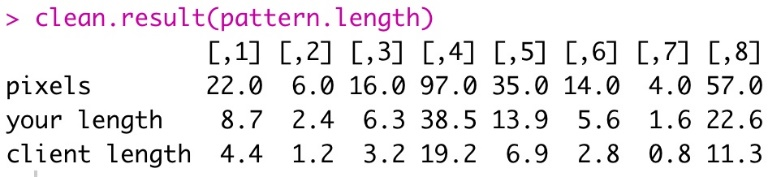 > clean.result(pattern.length)
[,1] [,2] [,3] [,4] [,5] [,6] [,7] [,8]
pixels 22.0 6.0 16.0 97.0 35.0 14.0 4.0 57.0
your length 8.7 2.4 6.3 38.5 13.9 5.6 1.6 22.6
client length 4.4 1.2 3.2 19.2 6.9 2.8 0.8 11.3